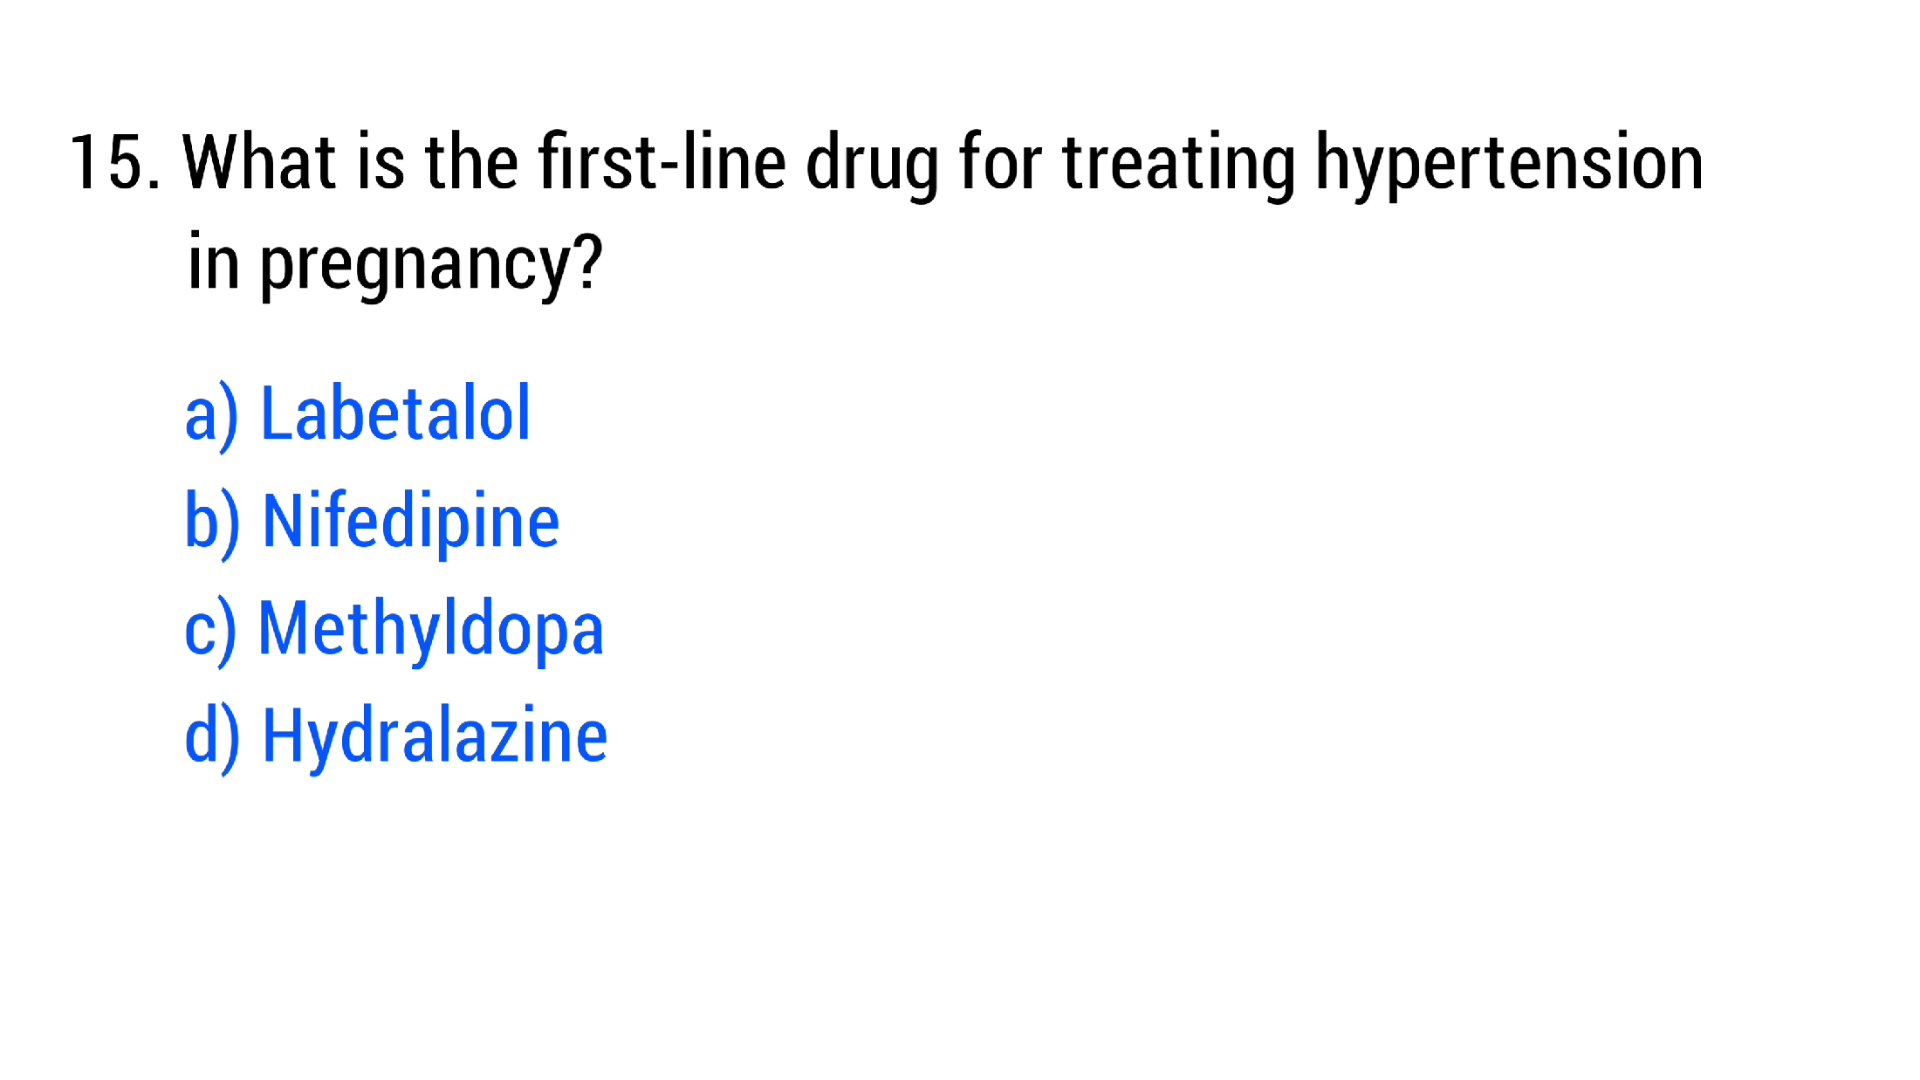 15. What is the first-line drug for treating hypertension
in pregnancy?
a) Labetalol
b) Nifedipine
c) Methyldopa
d) Hydralazine